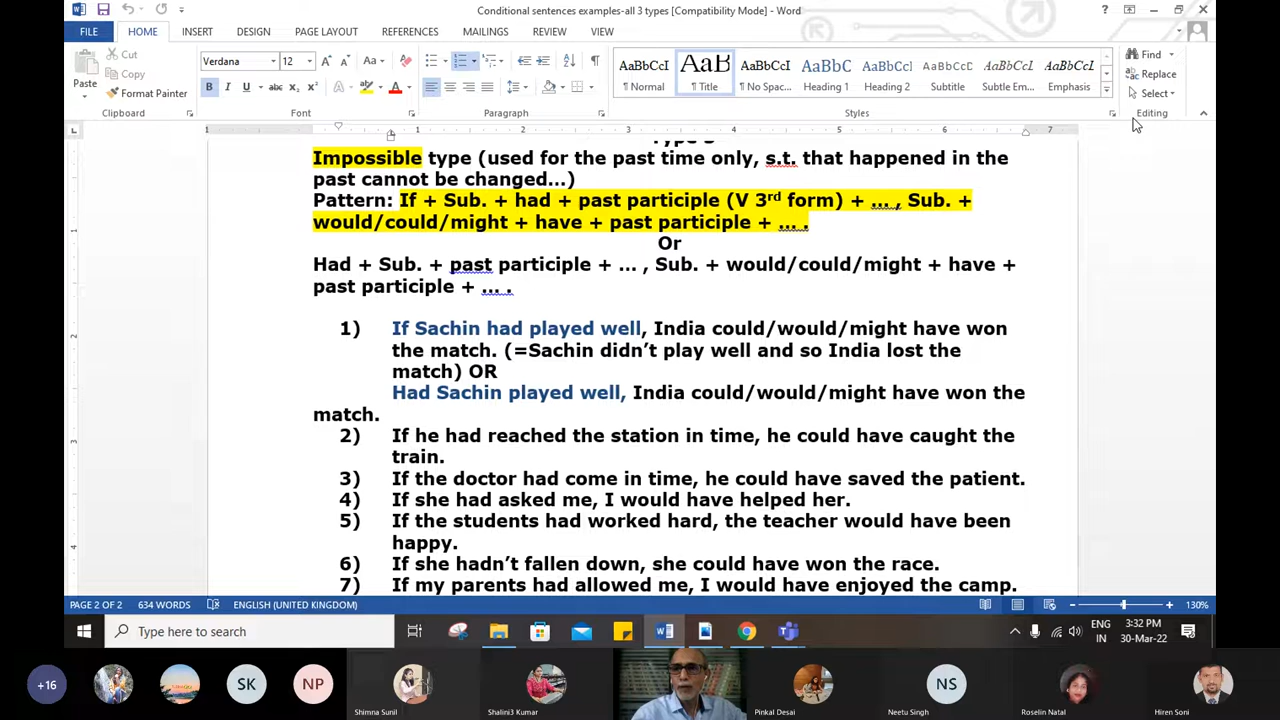 Conditional sentences examples-all 3 types [Compatibility Mode] - Word
FILE HOME INSERT DESIGN PAGE LAYOUT REFERENCES MAILINGS REVIEW VIEW
Paste
Cut
Copy
Format Painter
Clipboard
Verdana 12
Font
Paragraph
AaBbCcI AaB AaBbCcI AaBbC AaBbCcI AaBbCcI AaBbCcI AaBbCcI
¶ Normal ¶ Title ¶ No Spac... Heading 1 Heading 2 Subtitle Subtle Em... Emphasis
Styles
Find
Replace
Select
Editing
Impossible type (used for the past time only, s.t. that happened in the
past cannot be changed...)
Pattern: If + Sub. + had + past participle (V 3rd form) + ... , Sub. +
would/could/might + have + past participle + ... .
Or
Had + Sub. + past participle + ... , Sub. + would/could/might + have +
past participle + ... .
1) If Sachin had played well, India could/would/might have won
the match. (=Sachin didn’t play well and so India lost the
match) OR
Had Sachin played well, India could/would/might have won the
match.
2) If he had reached the station in time, he could have caught the
train.
3) If the doctor had come in time, he could have saved the patient.
4) If she had asked me, I would have helped her.
5) If the students had worked hard, the teacher would have been
happy.
6) If she hadn’t fallen down, she could have won the race.
7) If my parents had allowed me, I would have enjoyed the camp.
PAGE 2 OF 2 634 WORDS ENGLISH (UNITED KINGDOM) 130%
Type here to search
ENG
IN
3:32 PM
30-Mar-22
+16 SK NP NS
Shimna Sunil Shalini3 Kumar Pinkal Desai Neetu Singh Roselin Natal Hiren Soni